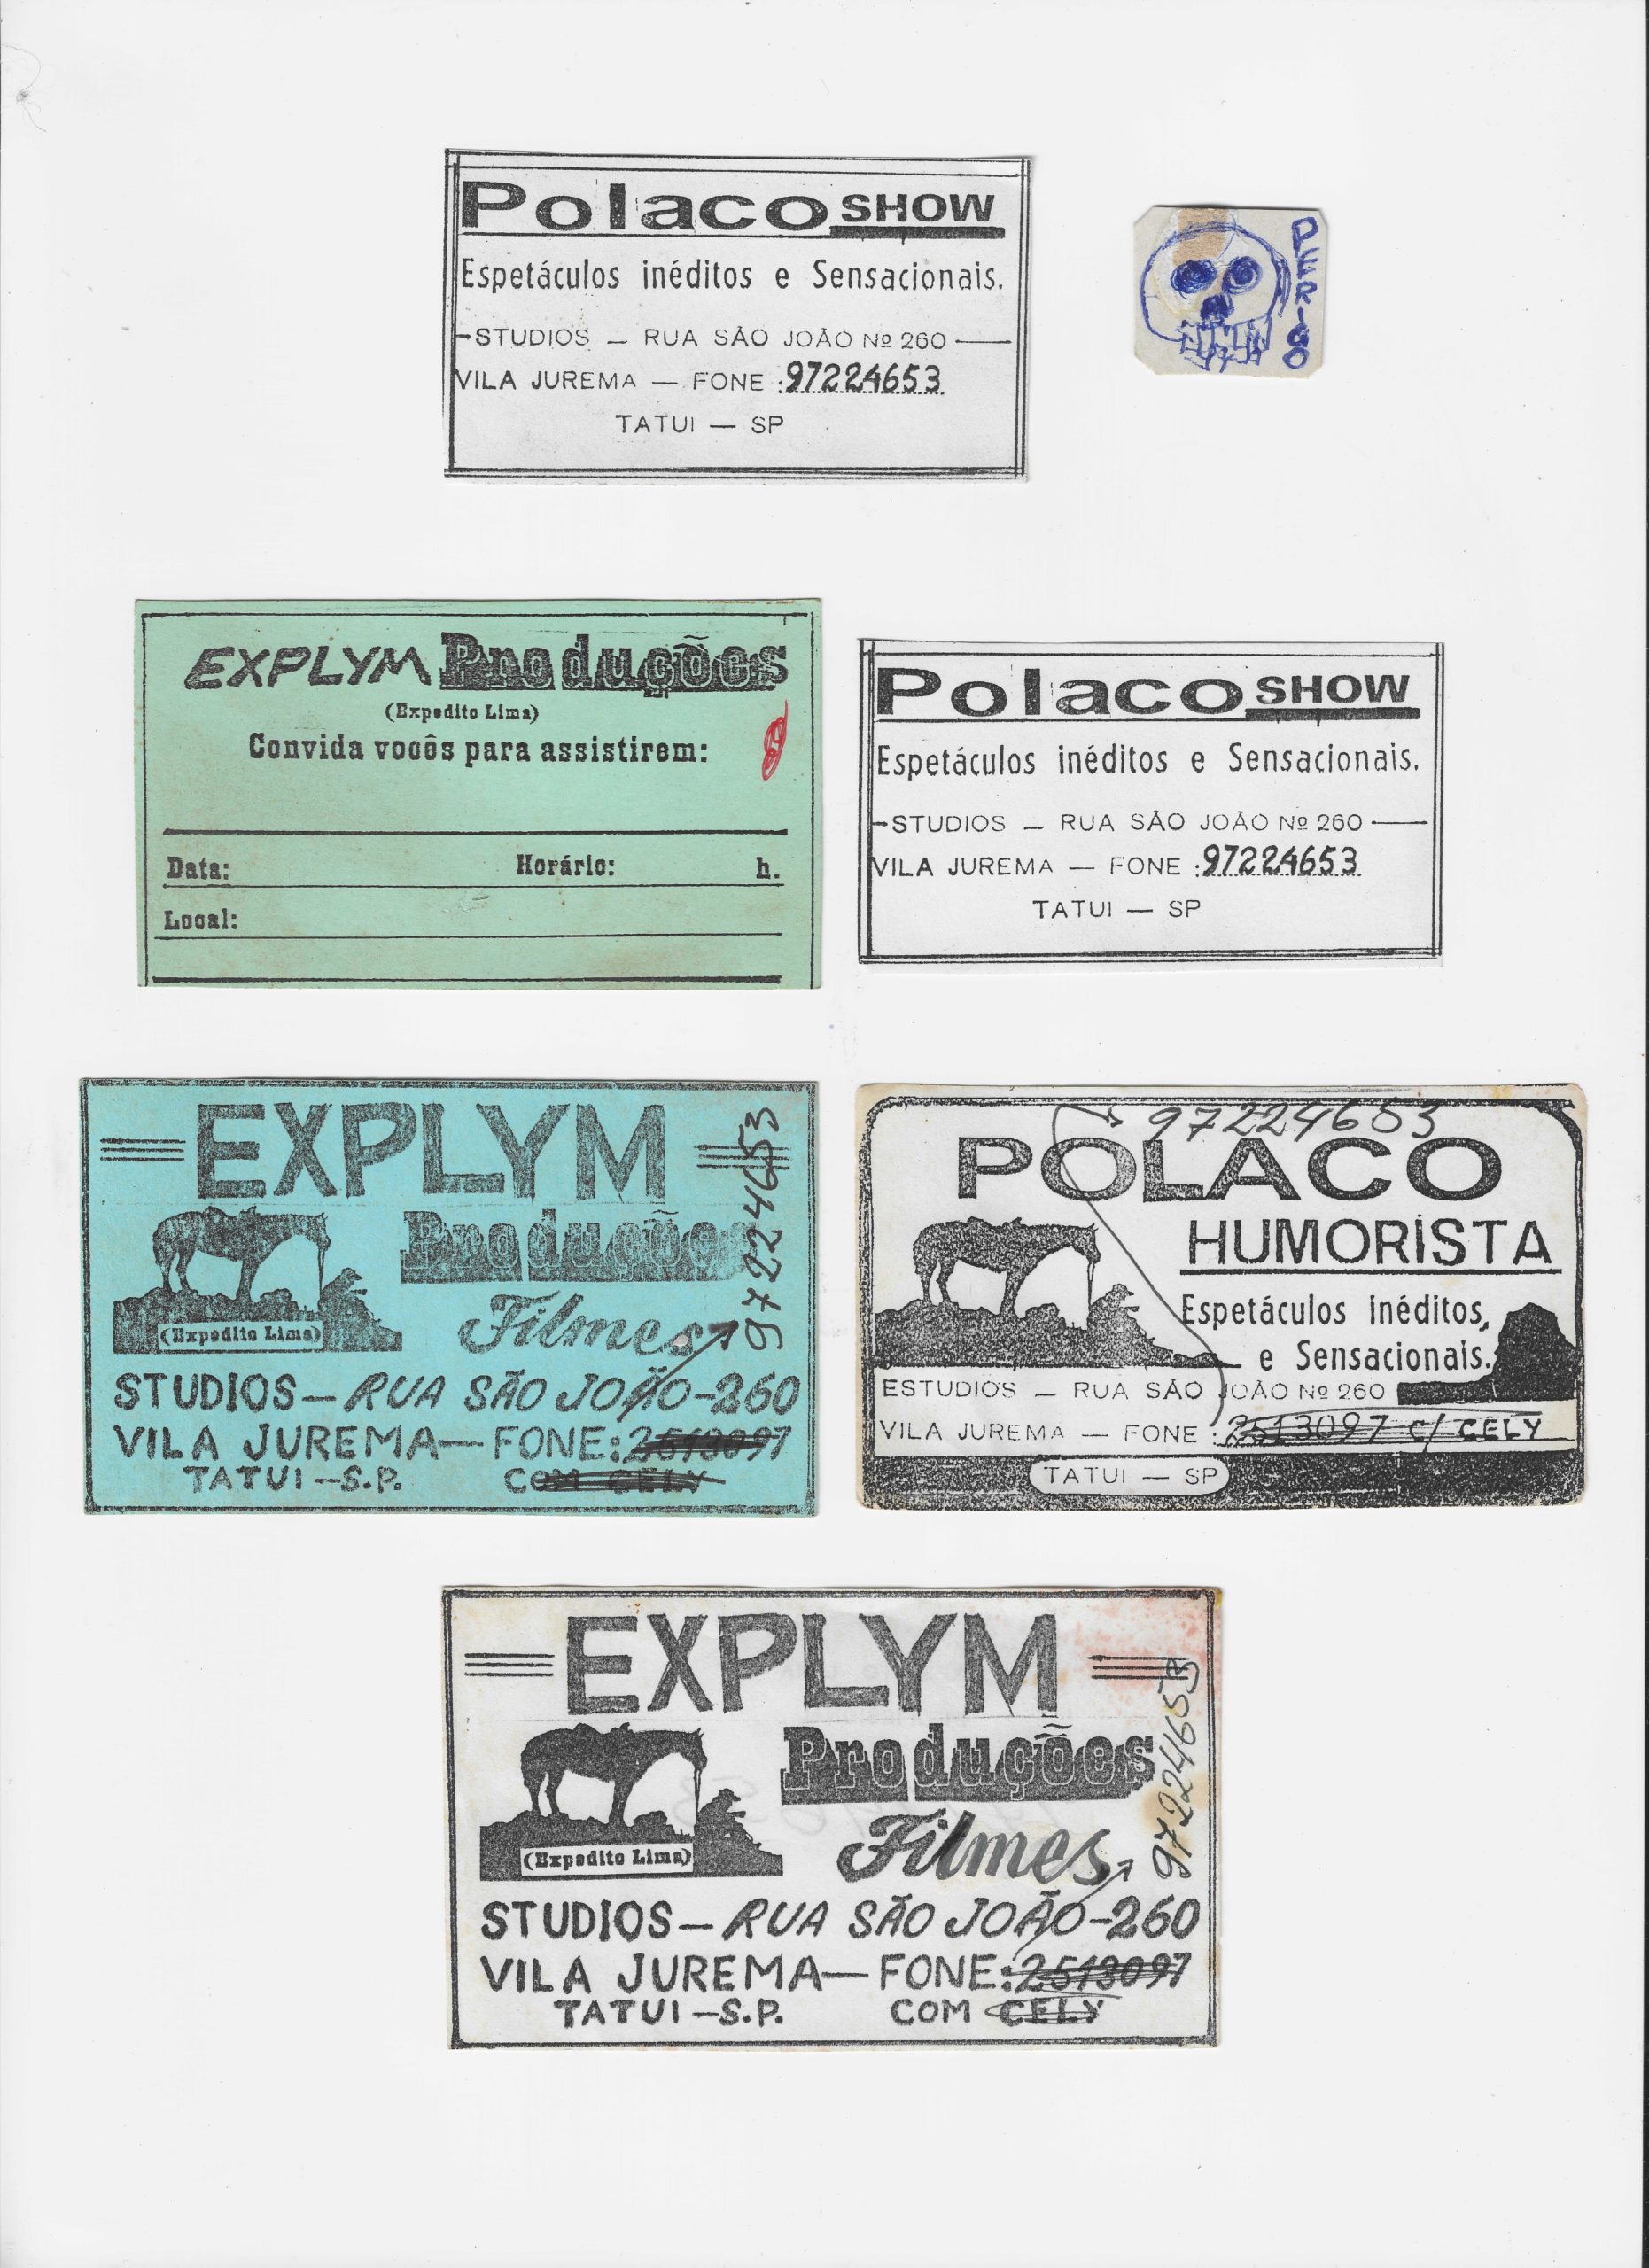 Polaco SHOW
Espetáculos inéditos e Sensacionais.
STUDIOS — RUA SÃO JOÃO Nº 260
VILA JUREMA — FONE :97224653
TATUI — SP
PERIGO
EXPLYM Produções
(Expedito Lima)
Convida vocês para assistirem:
Data: Horário: h.
Local:
Polaco SHOW
Espetáculos inéditos e Sensacionais.
STUDIOS — RUA SÃO JOÃO Nº 260
VILA JUREMA — FONE :97224653
TATUI — SP
EXPLYM
Produções
Filmes
(Expedito Lima)
STUDIOS — RUA SÃO JOÃO-260
VILA JUREMA — FONE:2513097
TATUI — S.P. COM CELY
97224653
97224653
POLACO
HUMORISTA
Espetáculos inéditos,
e Sensacionais.
ESTUDIOS — RUA SÃO JOÃO Nº 260
VILA JUREMA — FONE : 2513097 C/ CELY
TATUI — SP
EXPLYM
Produções
Filmes
(Expedito Lima)
STUDIOS — RUA SÃO JOÃO-260
VILA JUREMA — FONE:2513097
TATUI — S.P. COM CELY
97224653